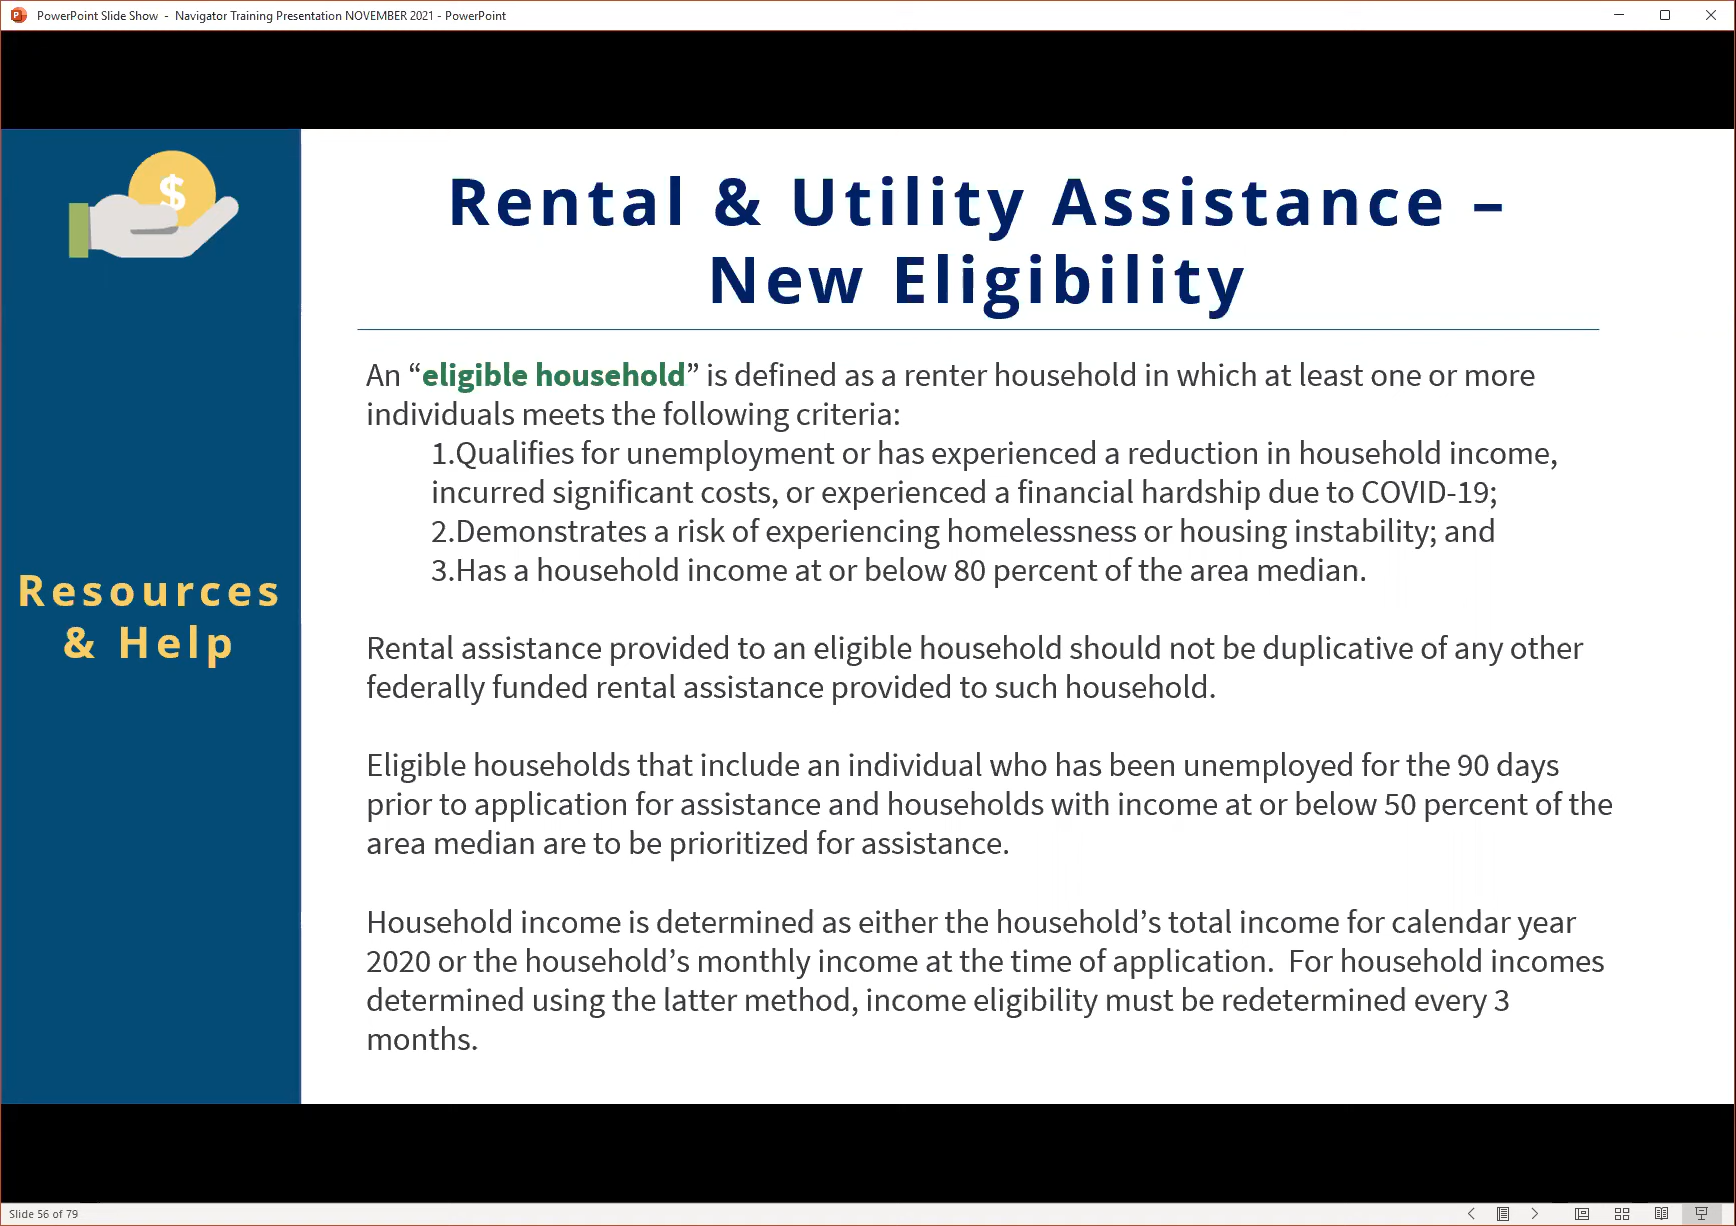 PowerPoint Slide Show - Navigator Training Presentation NOVEMBER 2021 - PowerPoint
$
Resources
& Help
Rental & Utility Assistance –
New Eligibility
An “eligible household” is defined as a renter household in which at least one or more
individuals meets the following criteria:
1.Qualifies for unemployment or has experienced a reduction in household income,
incurred significant costs, or experienced a financial hardship due to COVID-19;
2.Demonstrates a risk of experiencing homelessness or housing instability; and
3.Has a household income at or below 80 percent of the area median.
Rental assistance provided to an eligible household should not be duplicative of any other
federally funded rental assistance provided to such household.
Eligible households that include an individual who has been unemployed for the 90 days
prior to application for assistance and households with income at or below 50 percent of the
area median are to be prioritized for assistance.
Household income is determined as either the household’s total income for calendar year
2020 or the household’s monthly income at the time of application.  For household incomes
determined using the latter method, income eligibility must be redetermined every 3
months.
Slide 56 of 79